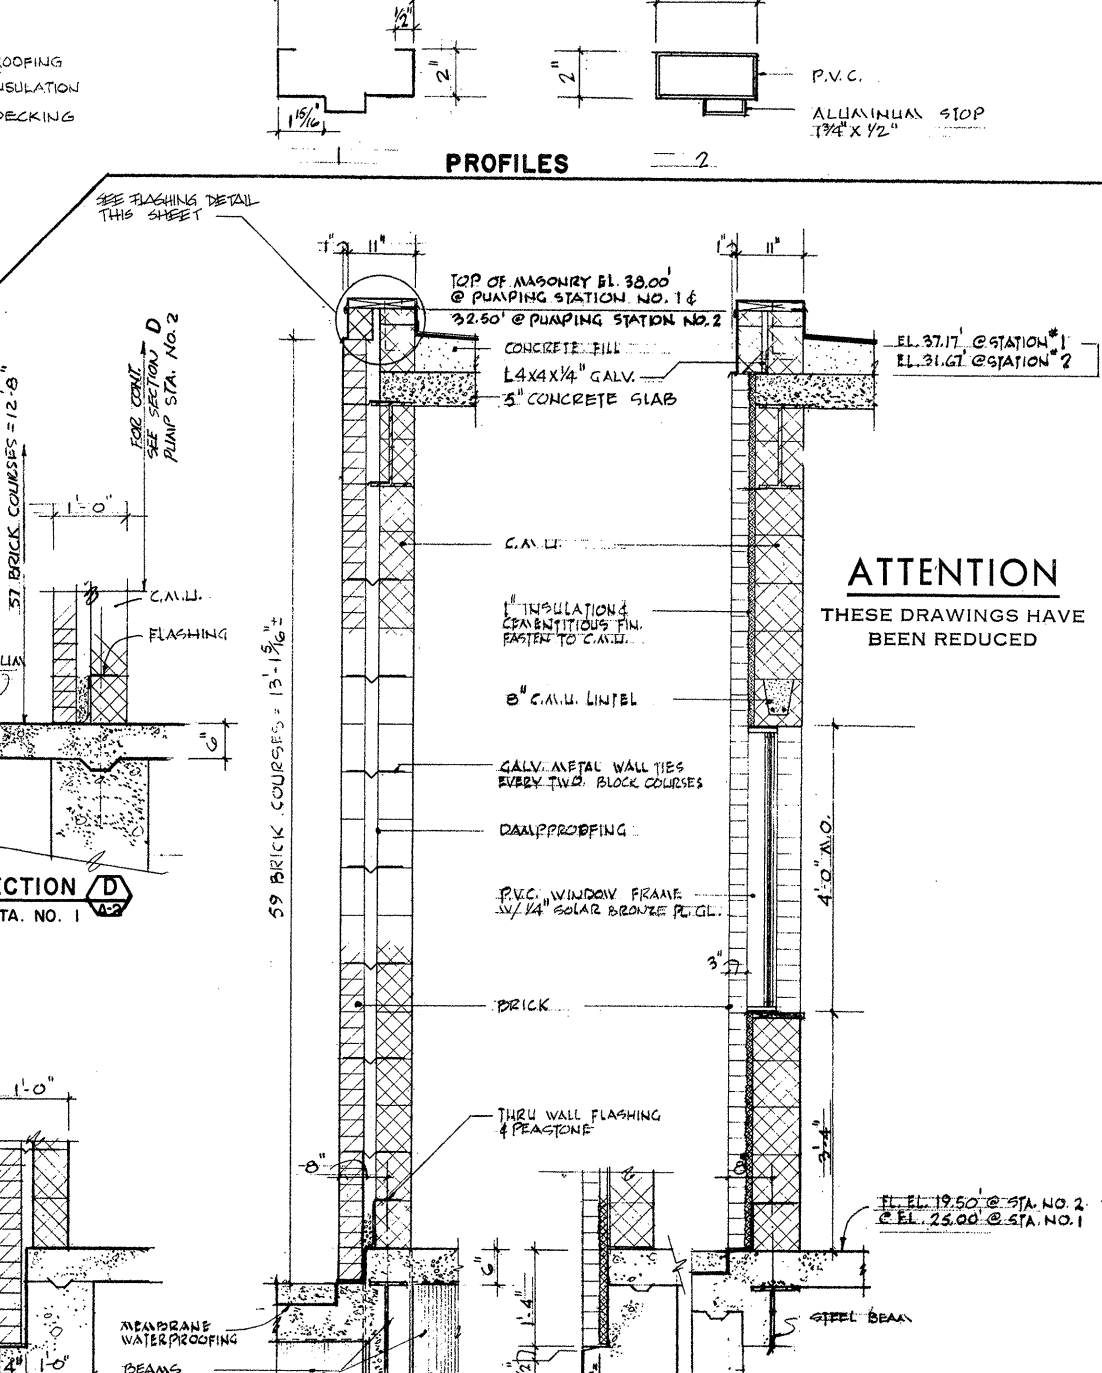 ROOFING
INSULATION
DECKING
1/2"
2"
1 15/16"
1
PROFILES
2"
P.V.C.
ALUMINUM STOP
1 3/4" X 1/2"
2
SEE FLASHING DETAIL
THIS SHEET
1"
11"
TOP OF MASONRY EL. 38.00'
@ PUMPING STATION NO. 1 &
32.50' @ PUMPING STATION NO. 2
CONCRETE FILL
L4X4X1/4" GALV.
5" CONCRETE SLAB
1"
11"
EL. 37.17' @ STATION #1
EL. 31.67' @ STATION #2
FOR CONT.
SEE SECTION D
PUMP STA. NO. 2
57 BRICK COURSES = 12'-8"
1'-0"
C.M.U.
FLASHING
6"
SECTION D
A-3
STA. NO. 1
59 BRICK COURSES = 13'-1 5/16" ±
C.M.U.
1" INSULATION &
CEMENTITIOUS FIN.
FASTEN TO C.M.U.
8" C.M.U. LINTEL
GALV. METAL WALL TIES
EVERY TWO BLOCK COURSES
DAMPPROOFING
P.V.C. WINDOW FRAME
W/ 1/4" SOLAR BRONZE PL. GL.
3"
BRICK
THRU WALL FLASHING
& PEASTONE
ATTENTION
THESE DRAWINGS HAVE
BEEN REDUCED
4'-0" M.O.
3'-4"
8"
8"
FL. EL. 19.50' @ STA. NO. 2
@ EL. 25.00' @ STA. NO. 1
STEEL BEAM
6"
1'-4"
1'-0"
MEMBRANE
WATERPROOFING
BEAMS
4"
1'-0"